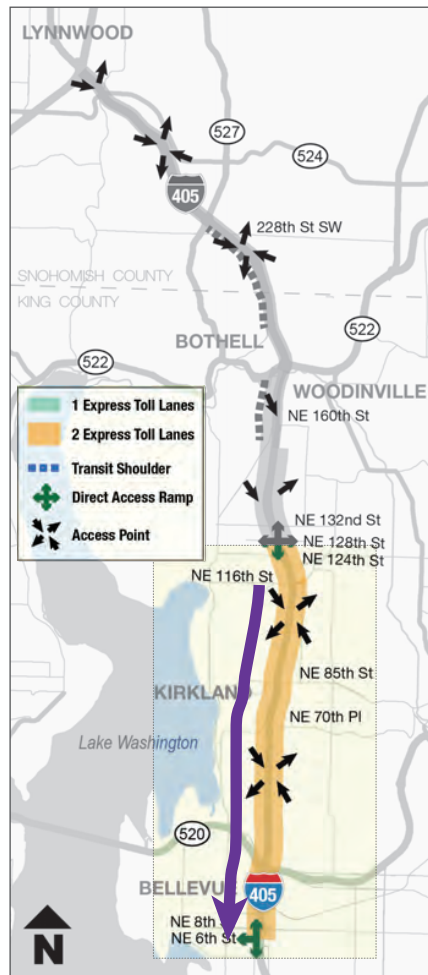 LYNNWOOD
527
524
405
228th St SW
SNOHOMISH COUNTY
KING COUNTY
BOTHELL
522
522
WOODINVILLE
1 Express Toll Lanes
2 Express Toll Lanes
Transit Shoulder
Direct Access Ramp
Access Point
NE 160th St
NE 132nd St
NE 128th St
NE 124th St
NE 116th St
NE 85th St
KIRKLAND
NE 70th Pl
Lake Washington
520
BELLEVUE
405
NE 8th
NE 6th St
N